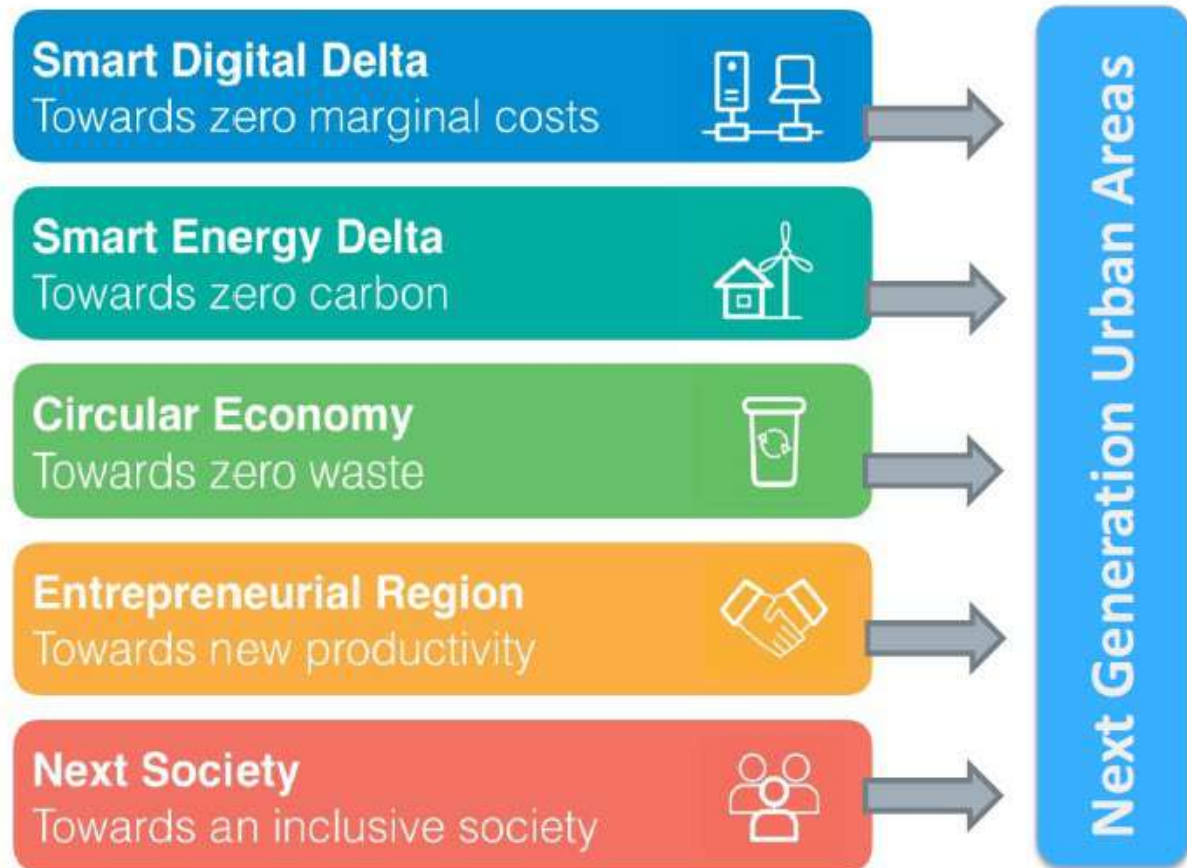 Smart Digital Delta
Towards zero marginal costs
Smart Energy Delta
Towards zero carbon
Circular Economy
Towards zero waste
Entrepreneurial Region
Towards new productivity
Next Society
Towards an inclusive society
Next Generation Urban Areas